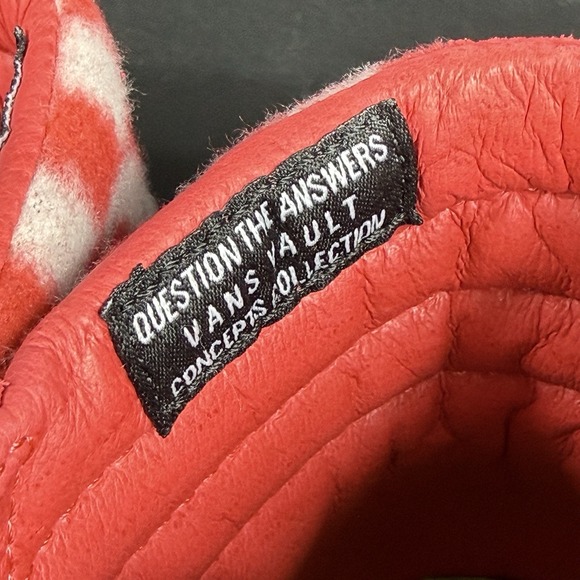 QUESTION THE ANSWERS
VANS VAULT
CONCEPTS COLLECTION